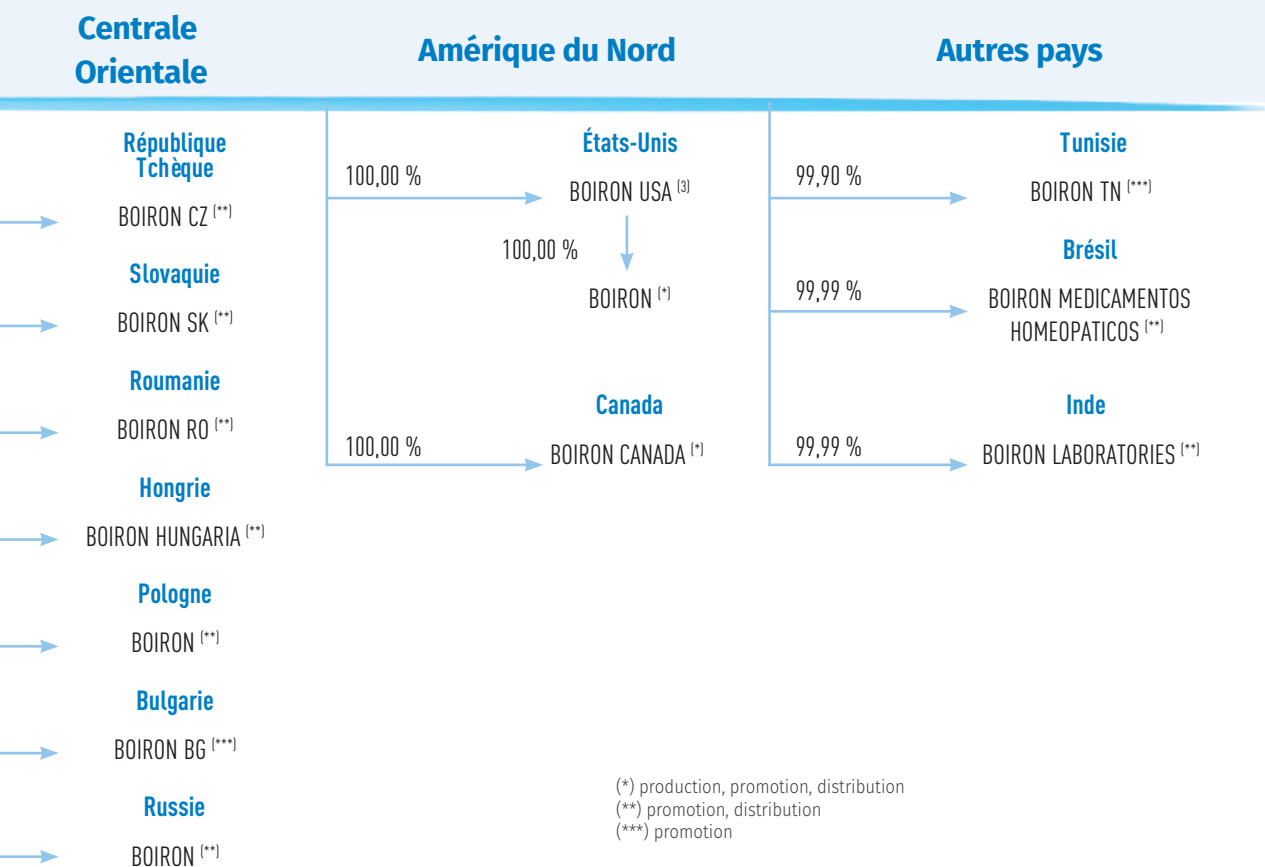 Centrale
Orientale
Amérique du Nord
Autres pays
République
Tchèque
BOIRON CZ (**)
Slovaquie
BOIRON SK (**)
Roumanie
BOIRON RO (**)
Hongrie
BOIRON HUNGARIA (**)
Pologne
BOIRON (**)
Bulgarie
BOIRON BG (***)
Russie
BOIRON (**)
États-Unis
100,00 %
BOIRON USA (3)
100,00 %
BOIRON (*)
Canada
100,00 %
BOIRON CANADA (*)
Tunisie
99,90 %
BOIRON TN (***)
Brésil
99,99 %
BOIRON MEDICAMENTOS
HOMEOPATICOS (**)
Inde
99,99 %
BOIRON LABORATORIES (**)
(*) production, promotion, distribution
(**) promotion, distribution
(***) promotion